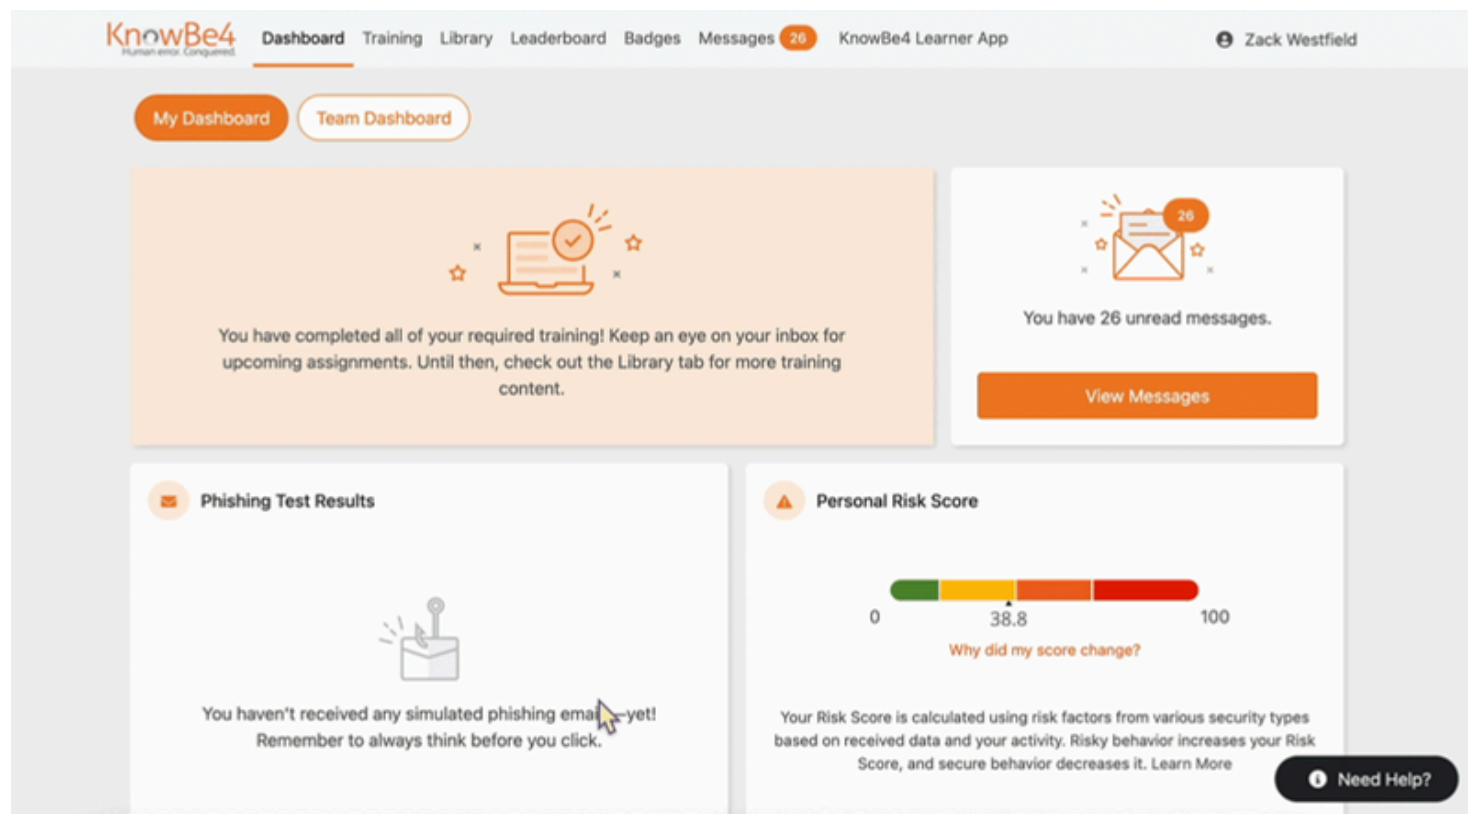 KnowBe4
Human error. Conquered.
Dashboard Training Library Leaderboard Badges Messages 26 KnowBe4 Learner App Zack Westfield
My Dashboard Team Dashboard
26
You have completed all of your required training! Keep an eye on your inbox for
upcoming assignments. Until then, check out the Library tab for more training
content.
You have 26 unread messages.
View Messages
Phishing Test Results
You haven't received any simulated phishing —yet!
Remember to always think before you click.
Personal Risk Score
0 38.8 100
Why did my score change?
Your Risk Score is calculated using risk factors from various security types
based on received data and your activity. Risky behavior increases your Risk
Score, and secure behavior decreases it. Learn More
Need Help?